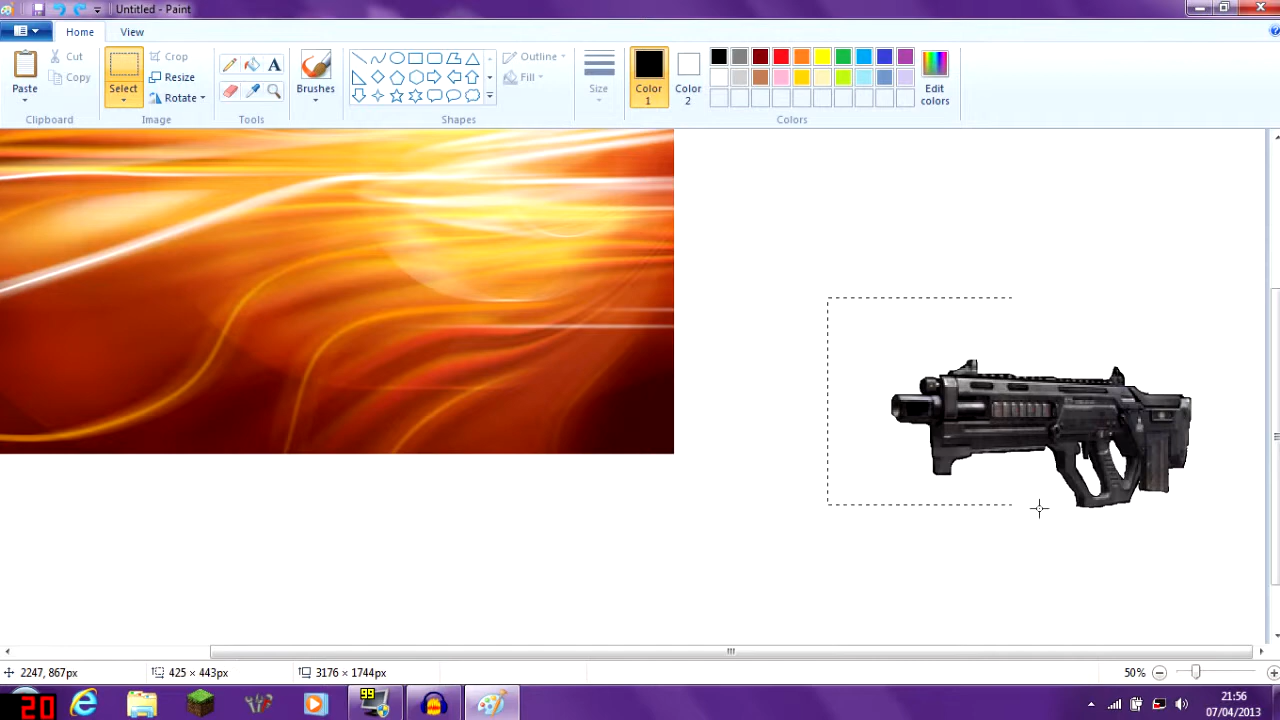 Untitled - Paint
Home
View
Paste
Cut
Copy
Clipboard
Select
Crop
Resize
Rotate
Image
Tools
Brushes
Outline
Fill
Shapes
Size
Color 1
Color 2
Edit colors
Colors
2247, 867px
425 × 443px
3176 × 1744px
50%
20
99
21:56
07/04/2013